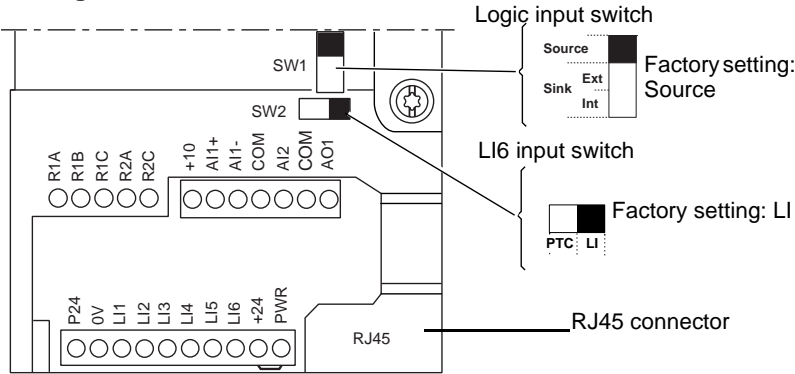 Logic input switch
SW1
Source
Sink
Ext
Int
Factory setting:
Source
SW2
LI6 input switch
PTC
LI
Factory setting: LI
R1A
R1B
R1C
R2A
R2C
+10
AI1+
AI1-
COM
AI2
COM
AO1
P24
0V
LI1
LI2
LI3
LI4
LI5
LI6
+24
PWR
RJ45
RJ45 connector